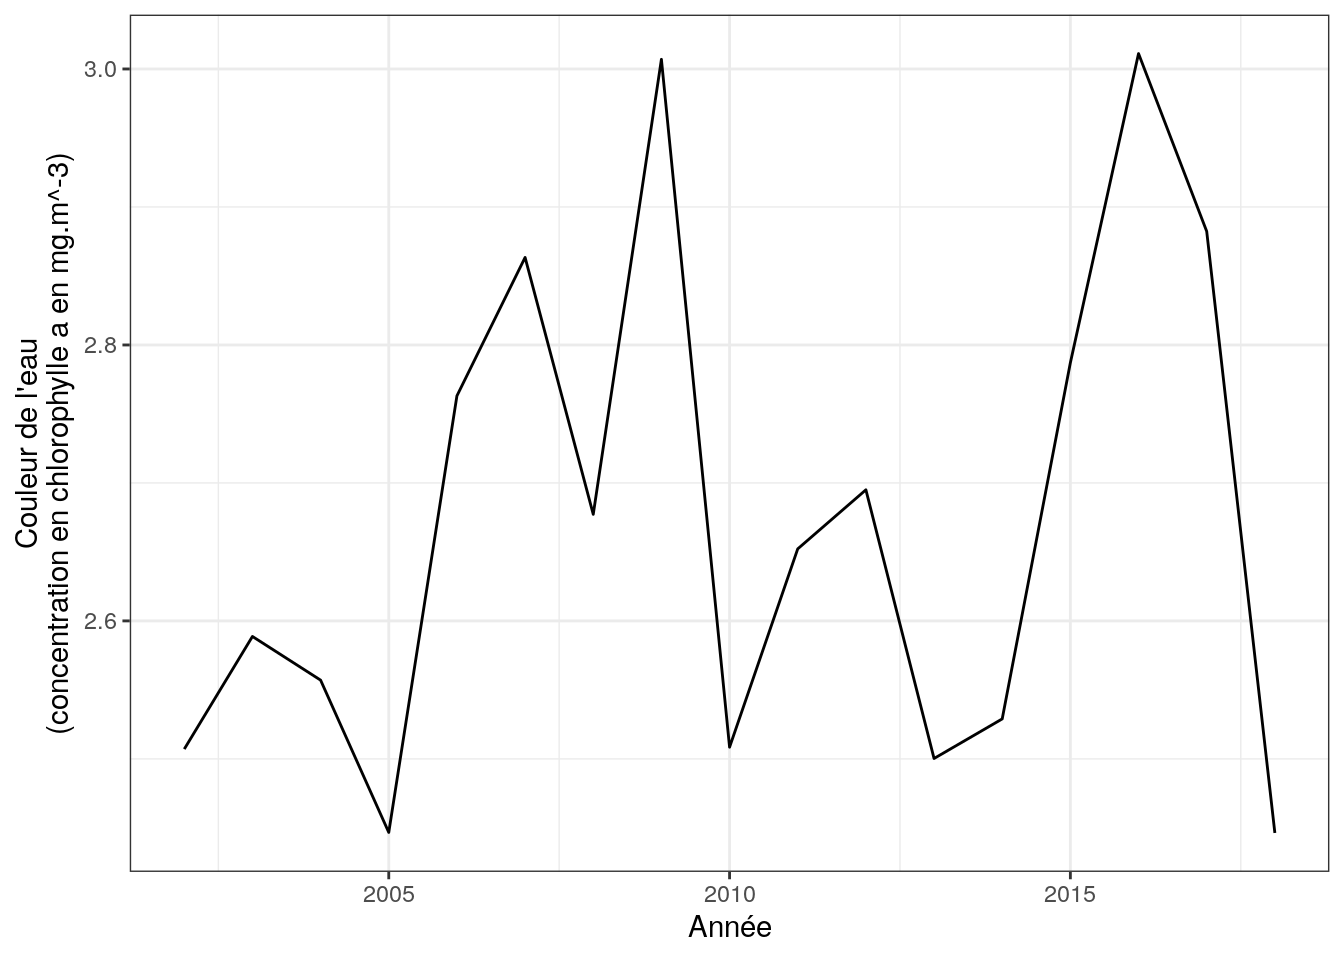 Couleur de l'eau
(concentration en chlorophylle a en mg.m^-3)
3.0
2.8
2.6
2005 2010 2015
Année